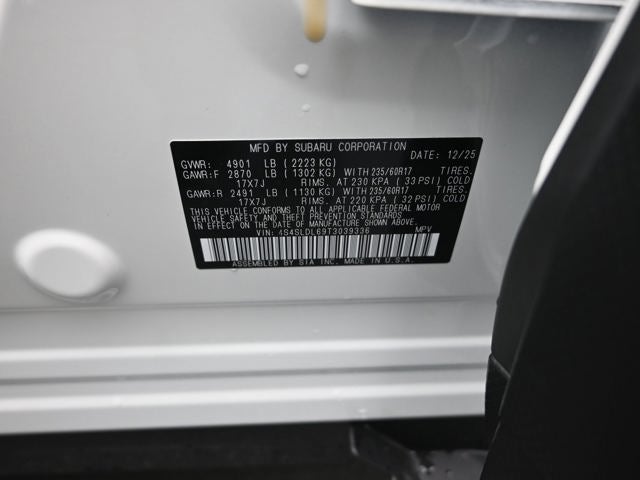 MFD BY SUBARU CORPORATION DATE: 12/25
GVWR: 4901 LB ( 2223 KG)
GAWR:F 2870 LB ( 1302 KG) WITH 235/60R17 TIRES.
17X7J RIMS. AT 230 KPA ( 33 PSI) COLD
GAWR:R 2491 LB ( 1130 KG) WITH 235/60R17 TIRES.
17X7J RIMS. AT 220 KPA ( 32 PSI) COLD
THIS VEHICLE CONFORMS TO ALL APPLICABLE FEDERAL MOTOR
VEHICLE SAFETY AND THEFT PREVENTION STANDARDS
IN EFFECT ON THE DATE OF MANUFACTURE SHOWN ABOVE.
VIN: 4S4SLDL69T3039336 MPV
ASSEMBLED BY SIA INC. MADE IN U.S.A.